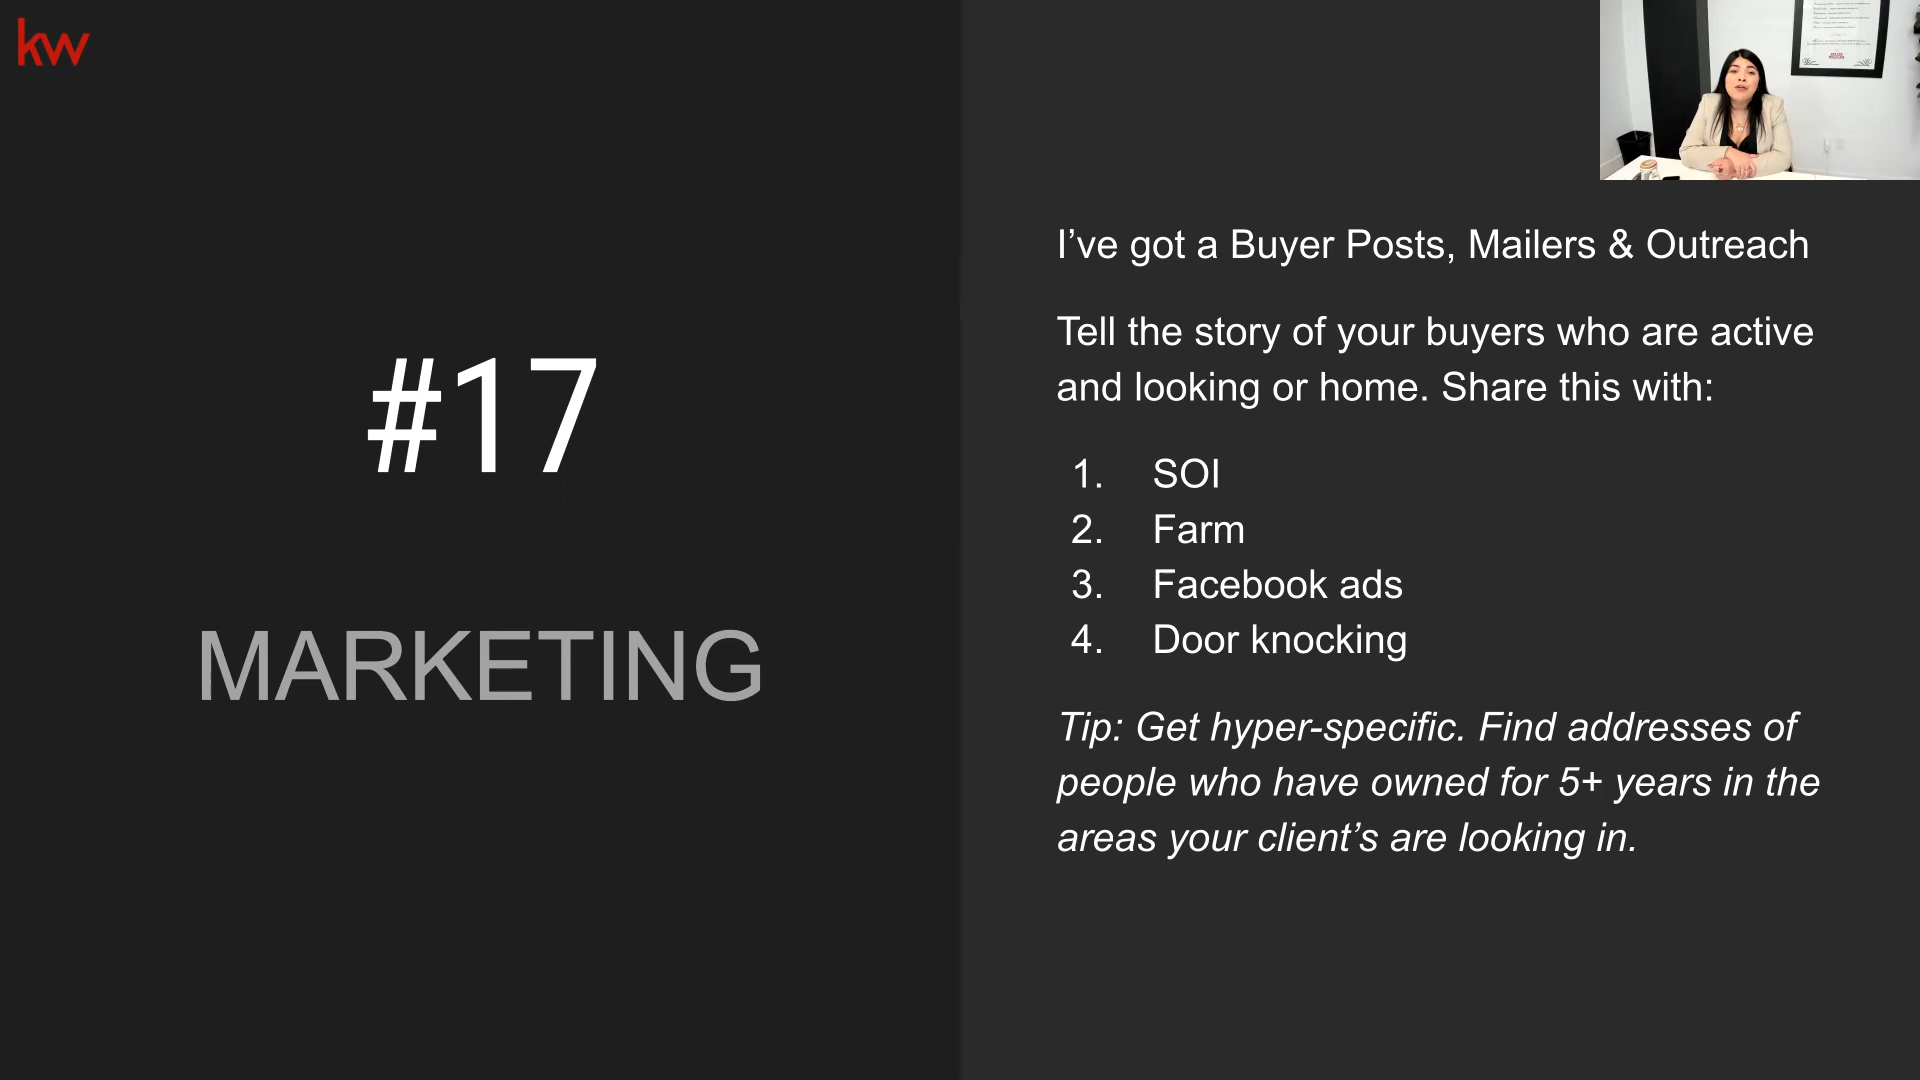 kw
#17
MARKETING
I’ve got a Buyer Posts, Mailers & Outreach
Tell the story of your buyers who are active
and looking or home. Share this with:
1. SOI
2. Farm
3. Facebook ads
4. Door knocking
Tip: Get hyper-specific. Find addresses of
people who have owned for 5+ years in the
areas your client’s are looking in.